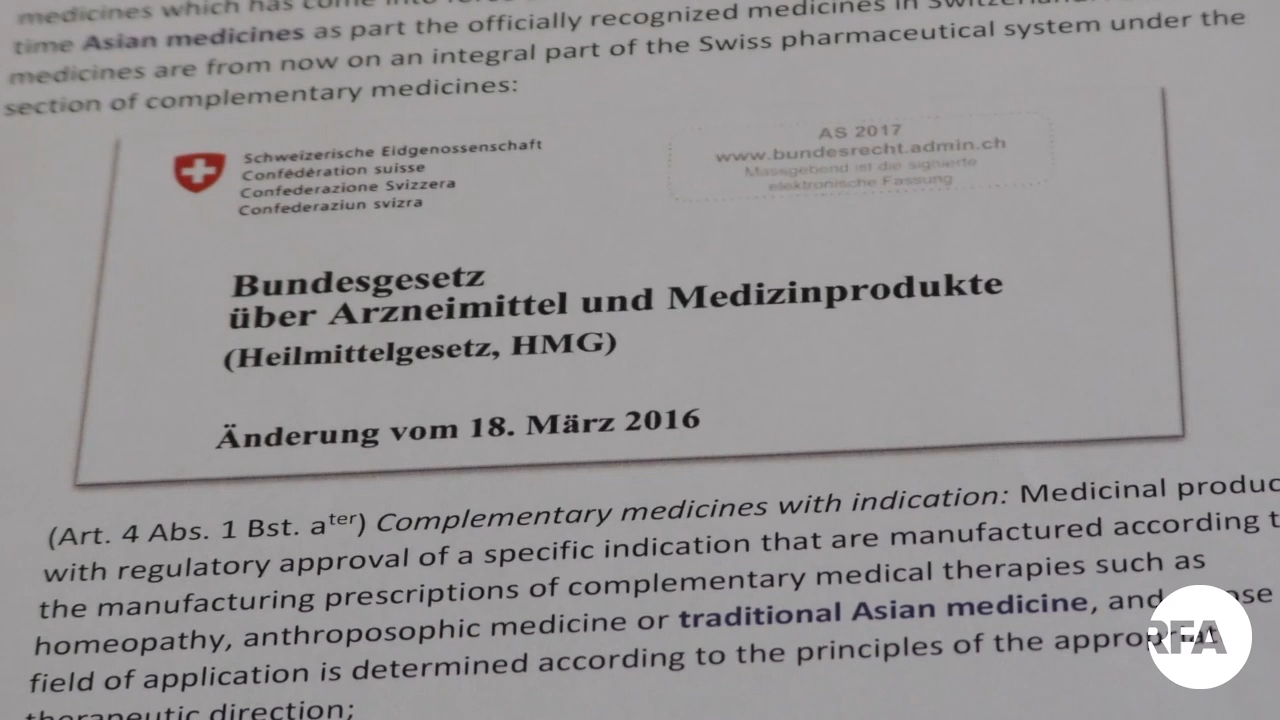 medicines which has come into force
time Asian medicines as part the officially recognized medicines in Switzerland
medicines are from now on an integral part of the Swiss pharmaceutical system under the
section of complementary medicines:
Schweizerische Eidgenossenschaft
Confédération suisse
Confederazione Svizzera
Confederaziun svizra
AS 2017
www.bundesrecht.admin.ch
Massgebend ist die signierte
elektronische Fassung
Bundesgesetz
über Arzneimittel und Medizinprodukte
(Heilmittelgesetz, HMG)
Änderung vom 18. März 2016
(Art. 4 Abs. 1 Bst. aᵗᵉʳ) Complementary medicines with indication: Medicinal produc
with regulatory approval of a specific indication that are manufactured according t
the manufacturing prescriptions of complementary medical therapies such as
homeopathy, anthroposophic medicine or traditional Asian medicine, and
field of application is determined according to the principles of the appropriat
therapeutic direction;
RFA